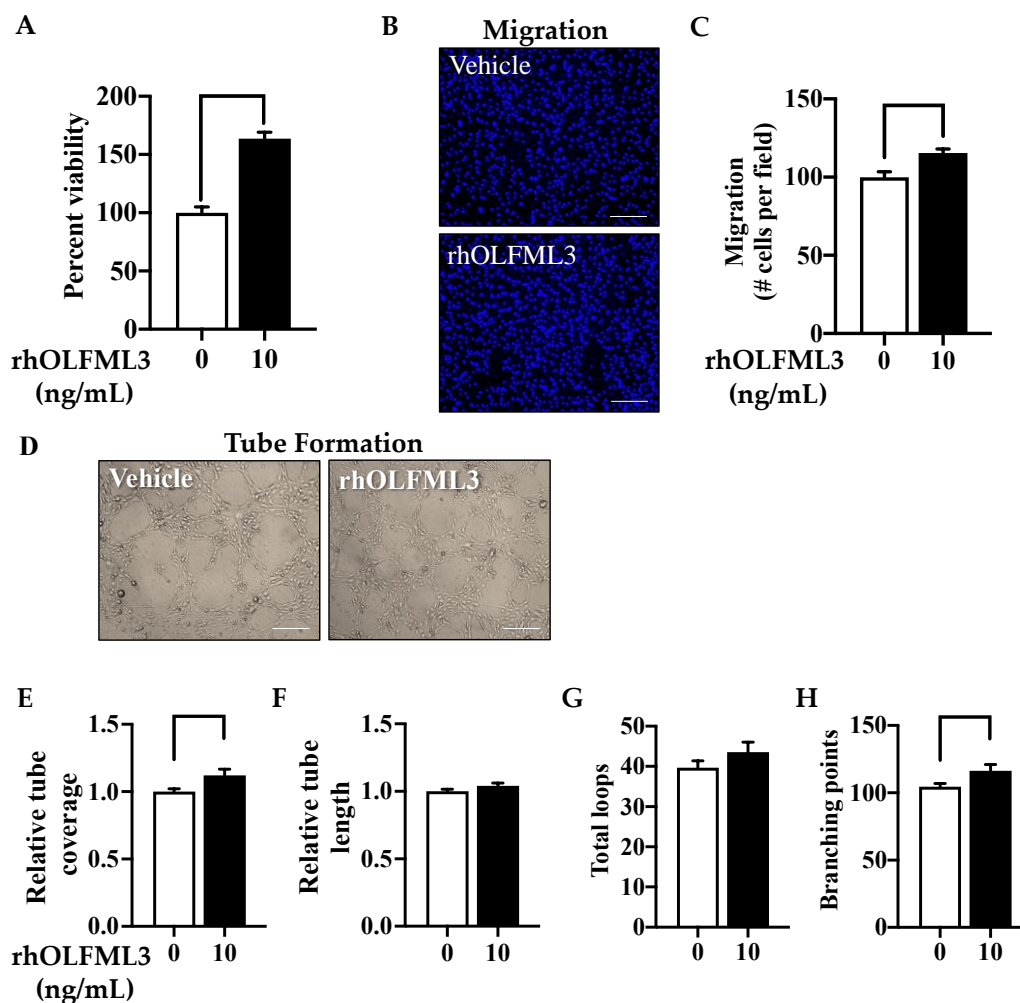 A
Percent viability
200
150
100
50
0
rhOLFML3
(ng/mL)
0 10
B
Migration
Vehicle
rhOLFML3
C
Migration
(# cells per field)
150
100
50
0
rhOLFML3
(ng/mL)
0 10
D
Tube Formation
Vehicle
rhOLFML3
E
Relative tube
coverage
1.5
1.0
0.5
0.0
rhOLFML3
(ng/mL)
0 10
F
Relative tube
length
1.5
1.0
0.5
0.0
0 10
G
Total loops
50
40
30
20
10
0
0 10
H
Branching points
150
100
50
0
0 10